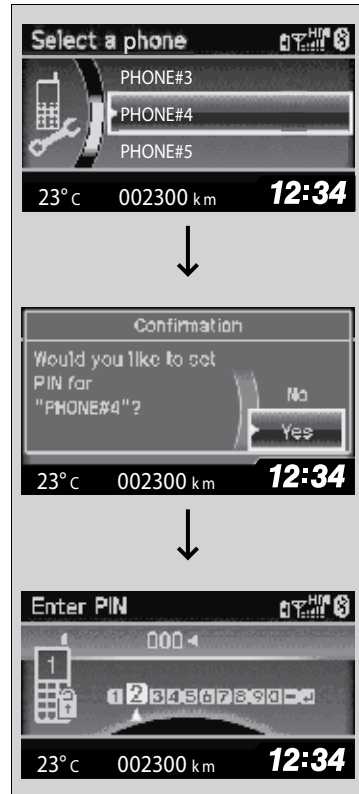 Select a phone
PHONE#3
PHONE#4
PHONE#5
23°c 002300 km 12:34
Confirmation
Would you like to set
PIN for
"PHONE#4"?
No
Yes
23°c 002300 km 12:34
Enter PIN
000
1
1234567890
23°c 002300 km 12:34